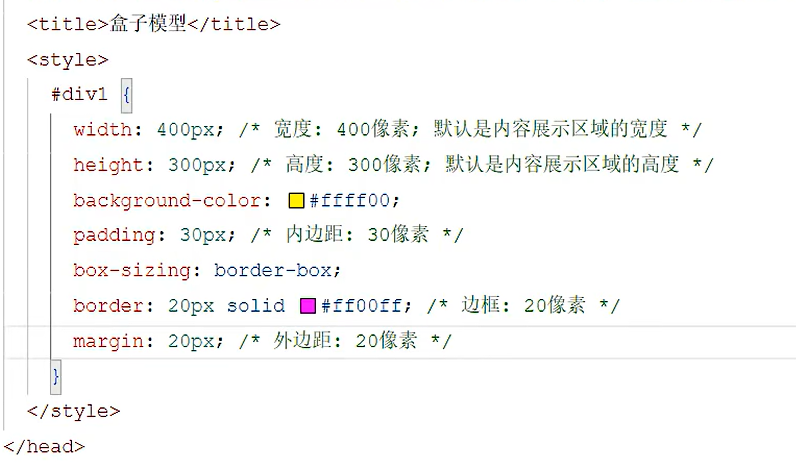 <title>盒子模型</title>
<style>
#div1 {
width: 400px; /* 宽度: 400像素; 默认是内容展示区域的宽度 */
height: 300px; /* 高度: 300像素; 默认是内容展示区域的高度 */
background-color: #ffff00;
padding: 30px; /* 内边距: 30像素 */
box-sizing: border-box;
border: 20px solid #ff00ff; /* 边框: 20像素 */
margin: 20px; /* 外边距: 20像素 */
}
</style>
</head>